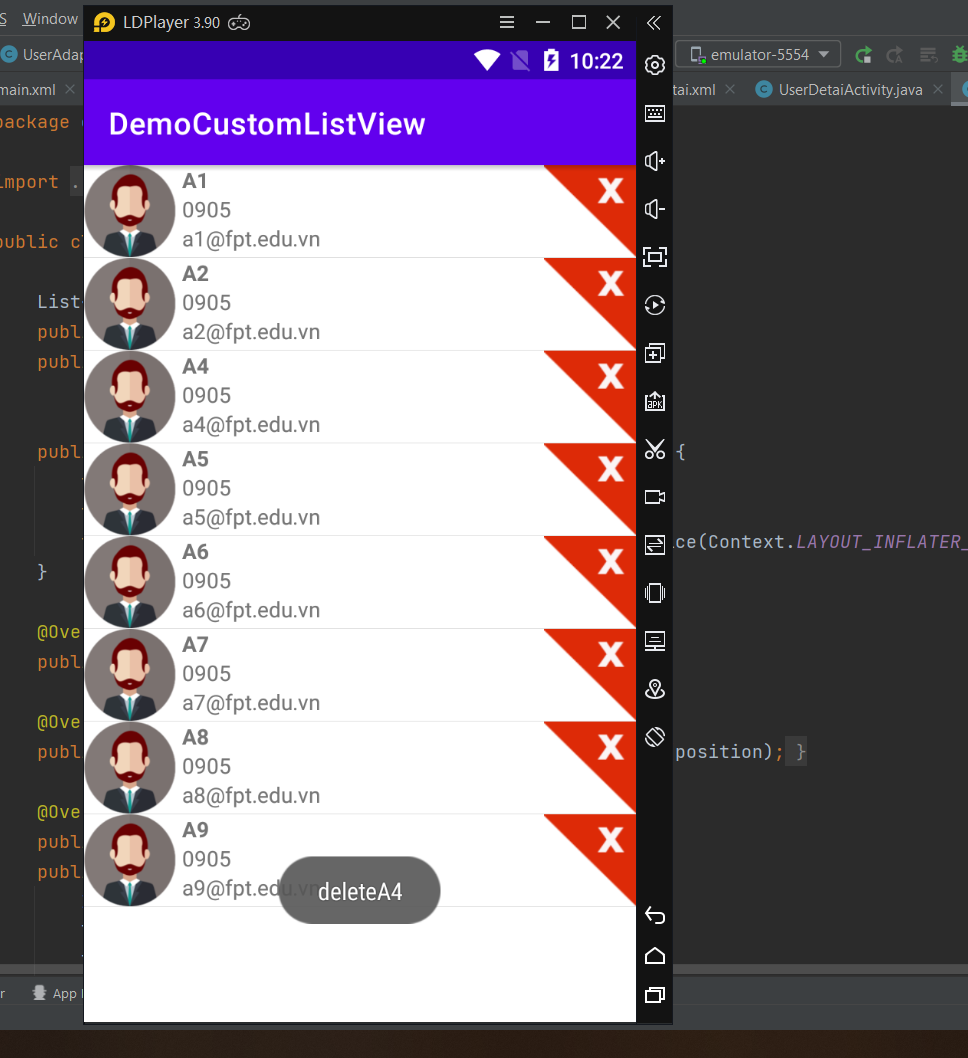 S Window
LDPlayer 3.90
UserAdap
emulator-5554
10:22
main.xml
tai.xml
UserDetaiActivity.java
DemoCustomListView
package
import .
public c
List
publ
publ
publ
{
ce(Context.LAYOUT_INFLATER_
}
@Ove
publ
@Ove
publ
position); }
@Ove
publ
publ
A1
0905
a1@fpt.edu.vn
X
A2
0905
a2@fpt.edu.vn
X
A4
0905
a4@fpt.edu.vn
X
A5
0905
a5@fpt.edu.vn
X
A6
0905
a6@fpt.edu.vn
X
A7
0905
a7@fpt.edu.vn
X
A8
0905
a8@fpt.edu.vn
X
A9
0905
a9@fpt.edu.vn
X
deleteA4
APK
r App